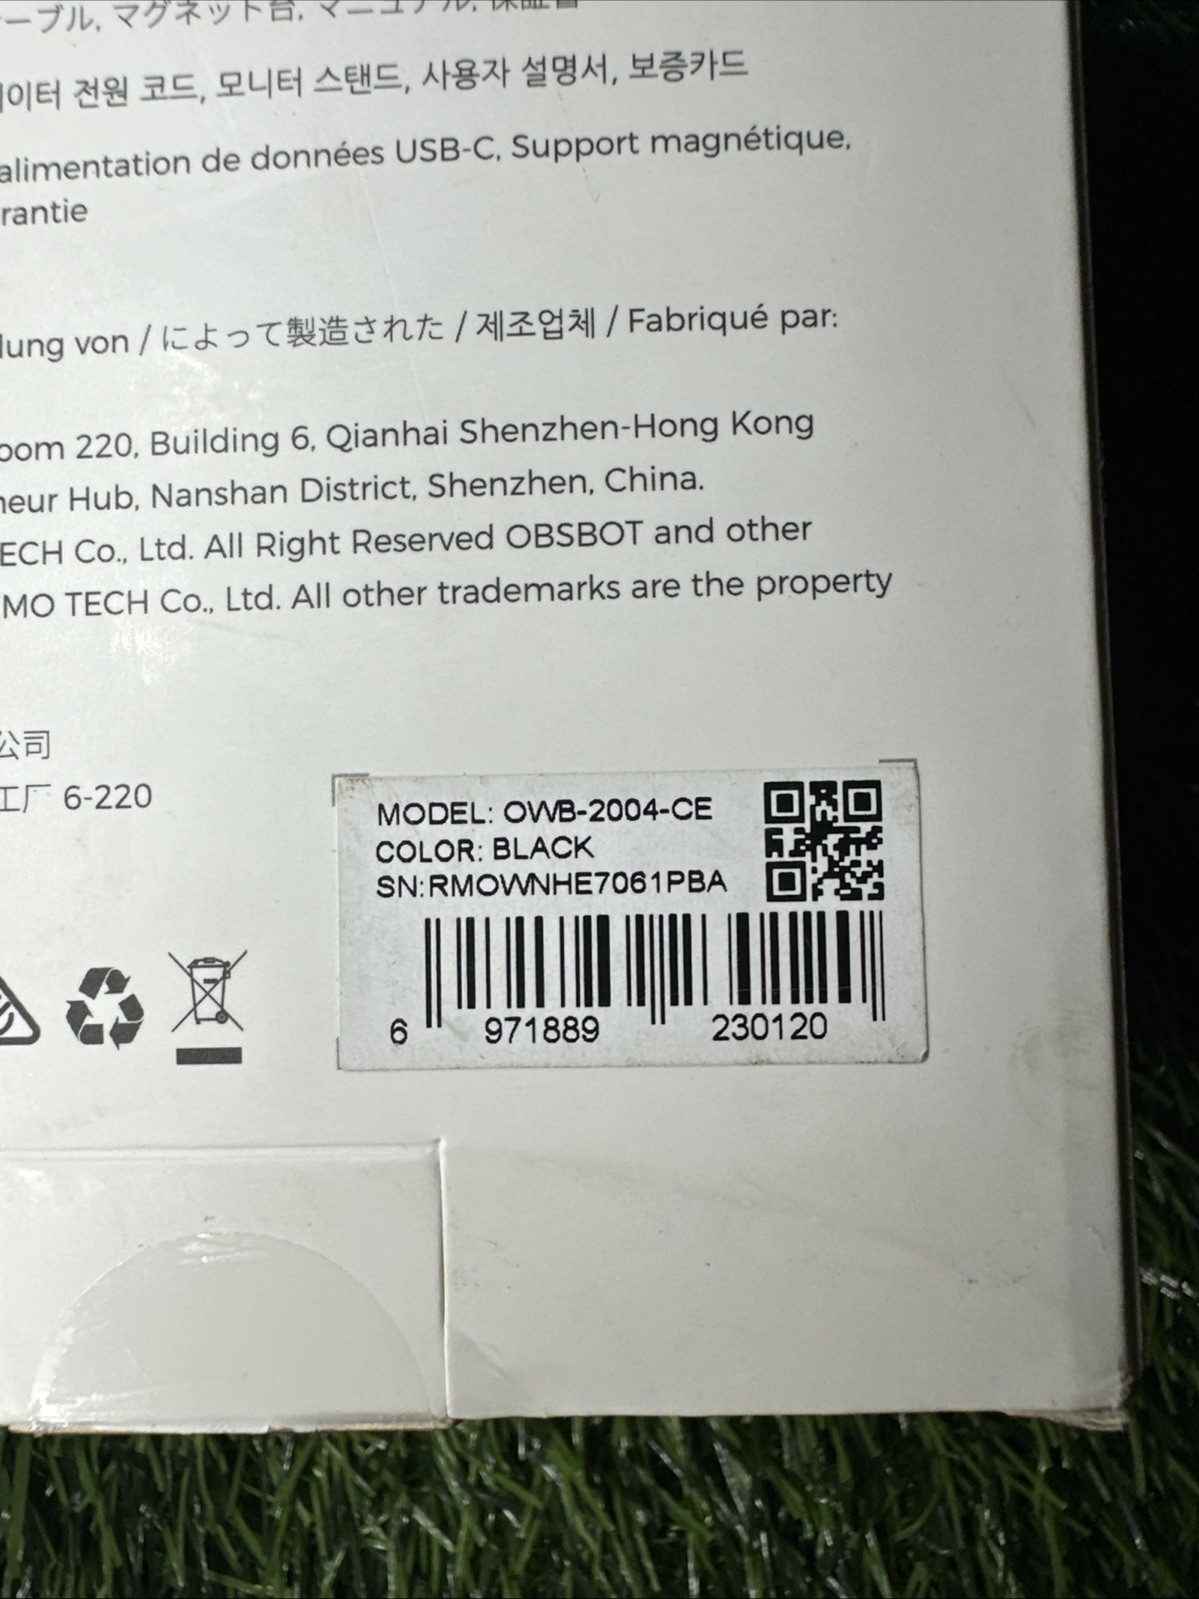 ーブル, マグネット台, マニュアル, 保証書
이터 전원 코드, 모니터 스탠드, 사용자 설명서, 보증카드
alimentation de données USB-C, Support magnétique,
rantie
lung von / によって製造された / 제조업체 / Fabriqué par:
oom 220, Building 6, Qianhai Shenzhen-Hong Kong
neur Hub, Nanshan District, Shenzhen, China.
ECH Co., Ltd. All Right Reserved OBSBOT and other
MO TECH Co., Ltd. All other trademarks are the property
公司
工厂 6-220
MODEL: OWB-2004-CE
COLOR: BLACK
SN:RMOWNHE7061PBA
6 971889 230120